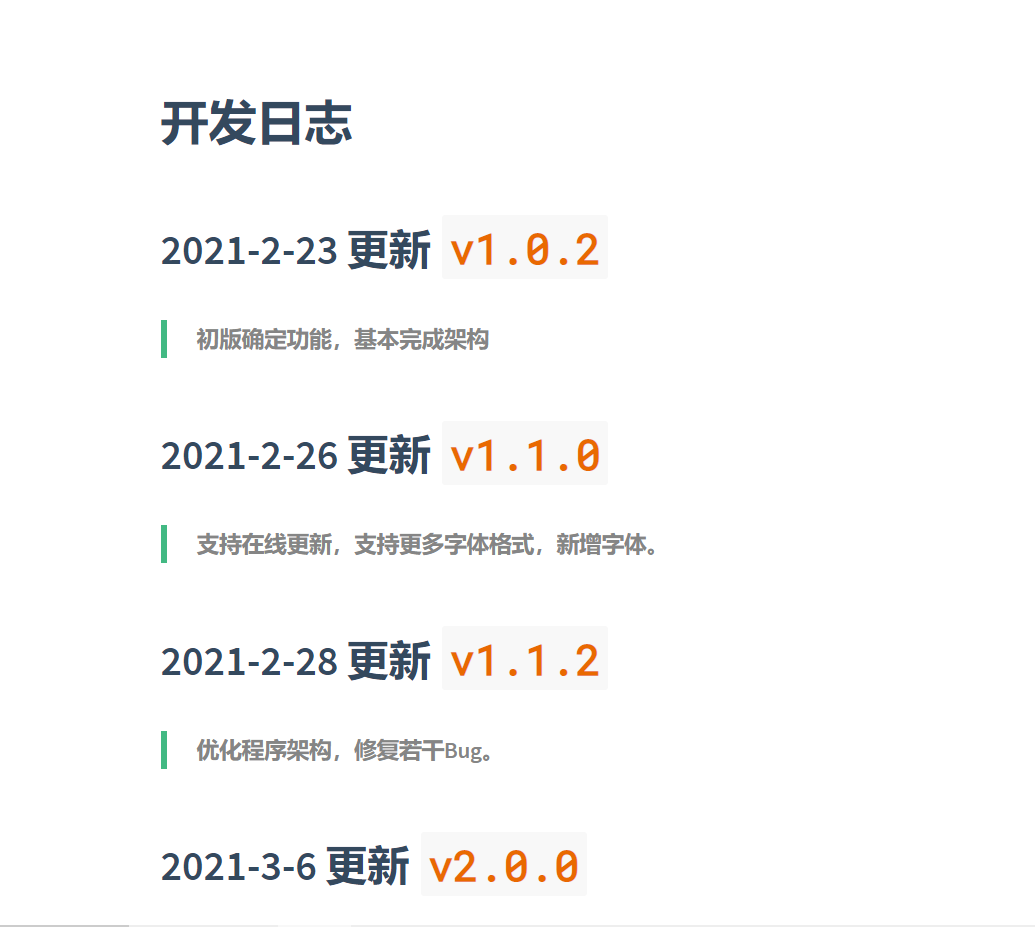 开发日志
2021-2-23 更新 v1.0.2
初版确定功能，基本完成架构
2021-2-26 更新 v1.1.0
支持在线更新，支持更多字体格式，新增字体。
2021-2-28 更新 v1.1.2
优化程序架构，修复若干Bug。
2021-3-6 更新 v2.0.0